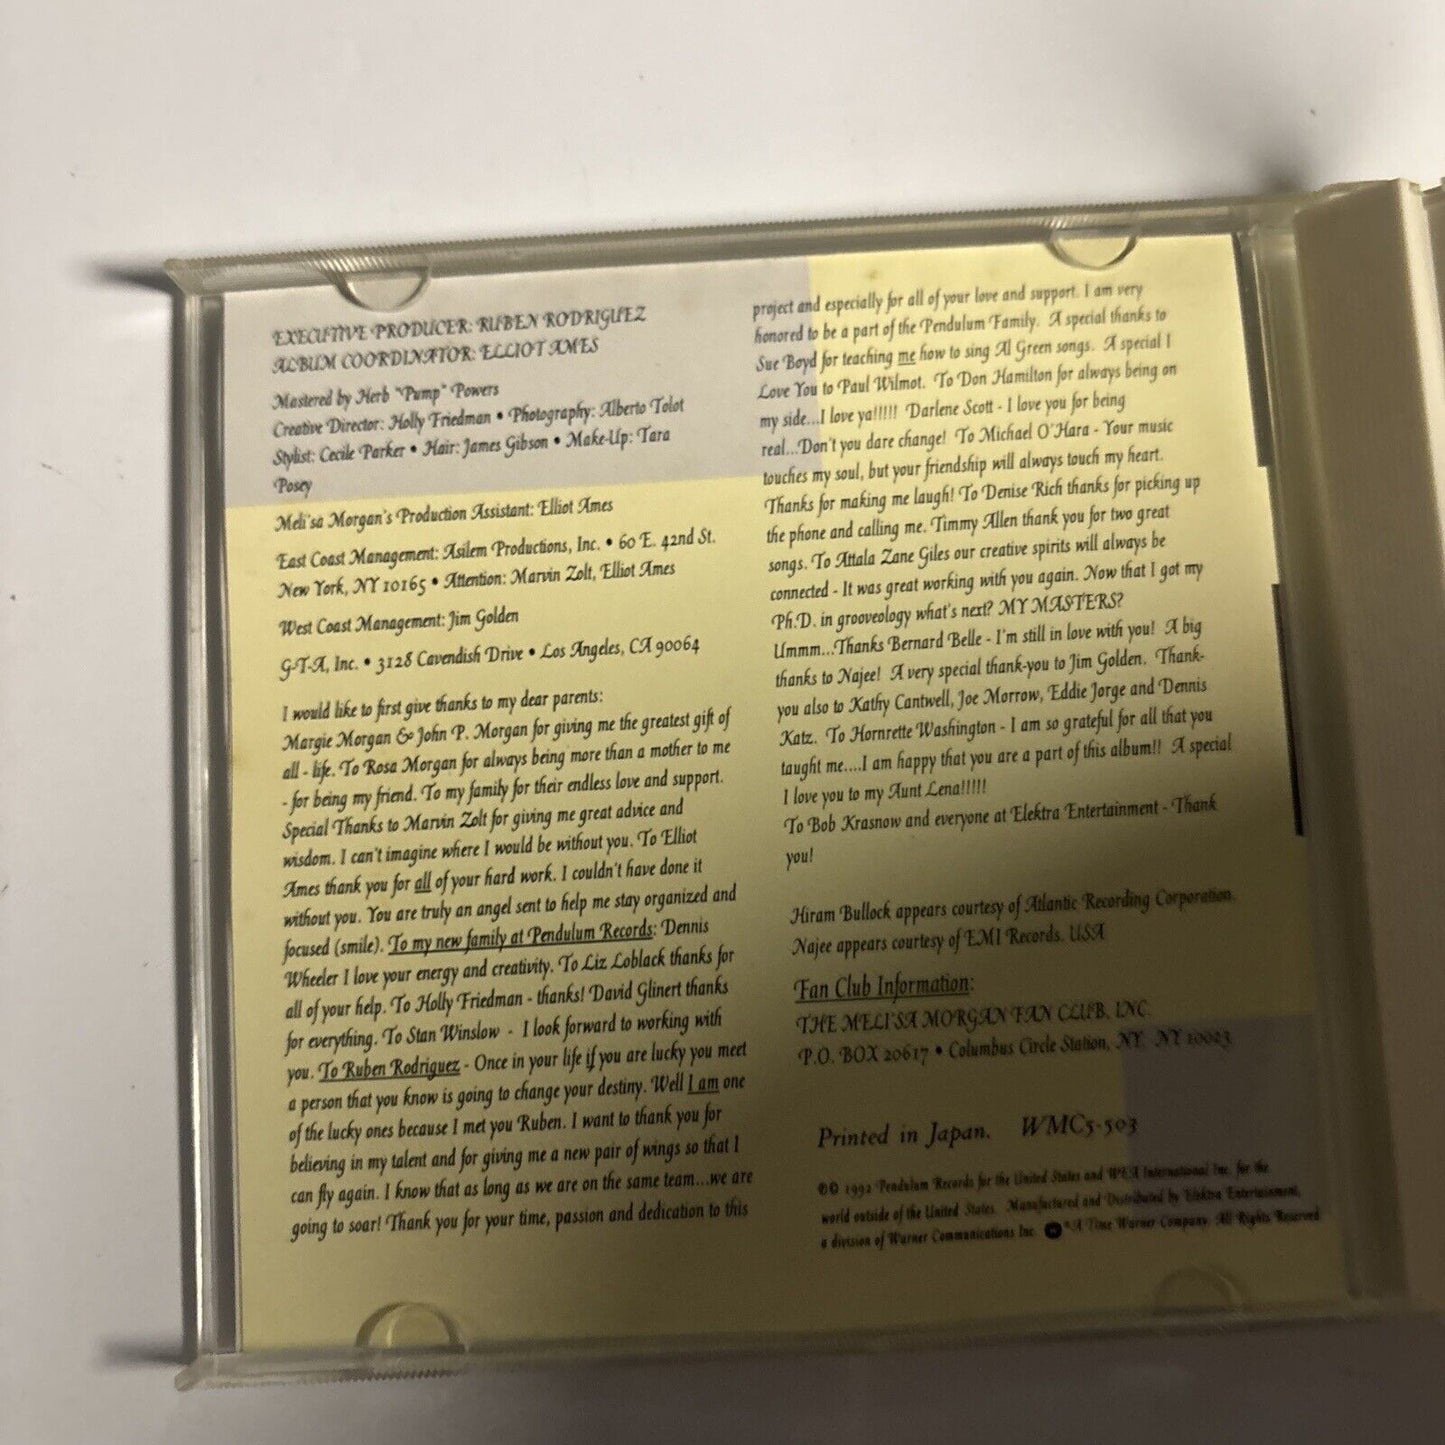 EXECUTIVE PRODUCER: RUBEN RODRIGUEZ
ALBUM COORDINATOR: ELLIOT AMES
Mastered by Herb "Pump" Powers
Creative Director: Holly Friedman • Photography: Alberto Tolot
Stylist: Cecile Parker • Hair: James Gibson • Make-Up: Tara
Posey
Meli'sa Morgan's Production Assistant: Elliot Ames
East Coast Management: Asilem Productions, Inc. • 60 E. 42nd St.
New York, NY 10165 • Attention: Marvin Zolt, Elliot Ames
West Coast Management: Jim Golden
G-T-A, Inc. • 3128 Cavendish Drive • Los Angeles, CA 90064
I would like to first give thanks to my dear parents:
Margie Morgan & John P. Morgan for giving me the greatest gift of
all - life. To Rosa Morgan for always being more than a mother to me
- for being my friend. To my family for their endless love and support.
Special Thanks to Marvin Zolt for giving me great advice and
wisdom. I can't imagine where I would be without you. To Elliot
Ames thank you for all of your hard work. I couldn't have done it
without you. You are truly an angel sent to help me stay organized and
focused (smile). To my new family at Pendulum Records: Dennis
Wheeler I love your energy and creativity. To Liz Loblack thanks for
all of your help. To Holly Friedman - thanks! David Glinert thanks
for everything. To Stan Winslow - I look forward to working with
you. To Ruben Rodriguez - Once in your life if you are lucky you meet
a person that you know is going to change your destiny. Well I am one
of the lucky ones because I met you Ruben. I want to thank you for
believing in my talent and for giving me a new pair of wings so that I
can fly again. I know that as long as we are on the same team...we are
going to soar! Thank you for your time, passion and dedication to this
project and especially for all of your love and support. I am very
honored to be a part of the Pendulum Family. A special thanks to
Sue Boyd for teaching me how to sing Al Green songs. A special I
Love You to Paul Wilmot. To Don Hamilton for always being on
my side...I love ya!!!!! Darlene Scott - I love you for being
real...Don't you dare change! To Michael O'Hara - Your music
touches my soul, but your friendship will always touch my heart.
Thanks for making me laugh! To Denise Rich thanks for picking up
the phone and calling me. Timmy Allen thank you for two great
songs. To Attala Zane Giles our creative spirits will always be
connected - It was great working with you again. Now that I got my
Ph.D. in grooveology what's next? MY MASTERS?
Ummm...Thanks Bernard Belle - I'm still in love with you! A big
thanks to Najee! A very special thank-you to Jim Golden. Thank-
you also to Kathy Cantwell, Joe Morrow, Eddie Jorge and Dennis
Katz. To Hornrette Washington - I am so grateful for all that you
taught me....I am happy that you are a part of this album!! A special
I love you to my Aunt Lena!!!!!
To Bob Krasnow and everyone at Elektra Entertainment - Thank
you!
Hiram Bullock appears courtesy of Atlantic Recording Corporation.
Najee appears courtesy of EMI Records, USA
Fan Club Information:
THE MELI'SA MORGAN FAN CLUB, INC.
P.O. BOX 20617 • Columbus Circle Station, NY, NY 10023
Printed in Japan. WMC5-503
℗© 1992 Pendulum Records for the United States and WEA International Inc. for the
world outside of the United States. Manufactured and Distributed by Elektra Entertainment,
a division of Warner Communications Inc. • A Time Warner Company. All Rights Reserved